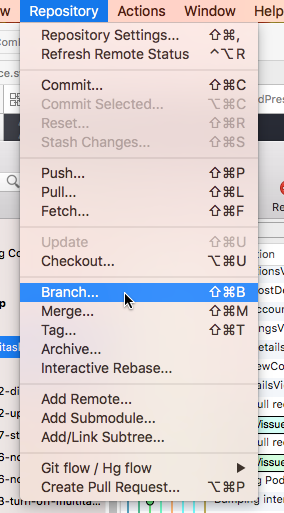 w Repository Actions Window Help
Repository Settings... ⇧⌘,
Refresh Remote Status ^⌥R
Commit... ⇧⌘C
Commit Selected... ⌥⌘C
Reset... ⇧⌘R
Stash Changes... ⇧⌘S
Push... ⇧⌘P
Pull... ⇧⌘L
Fetch... ⇧⌘F
Update ⇧⌘U
Checkout... ⌥⌘U
Branch... ⇧⌘B
Merge... ⇧⌘M
Tag... ⇧⌘T
Archive...
Interactive Rebase...
Add Remote...
Add Submodule...
Add/Link Subtree...
Git flow / Hg flow
Create Pull Request... ⌥⌘P